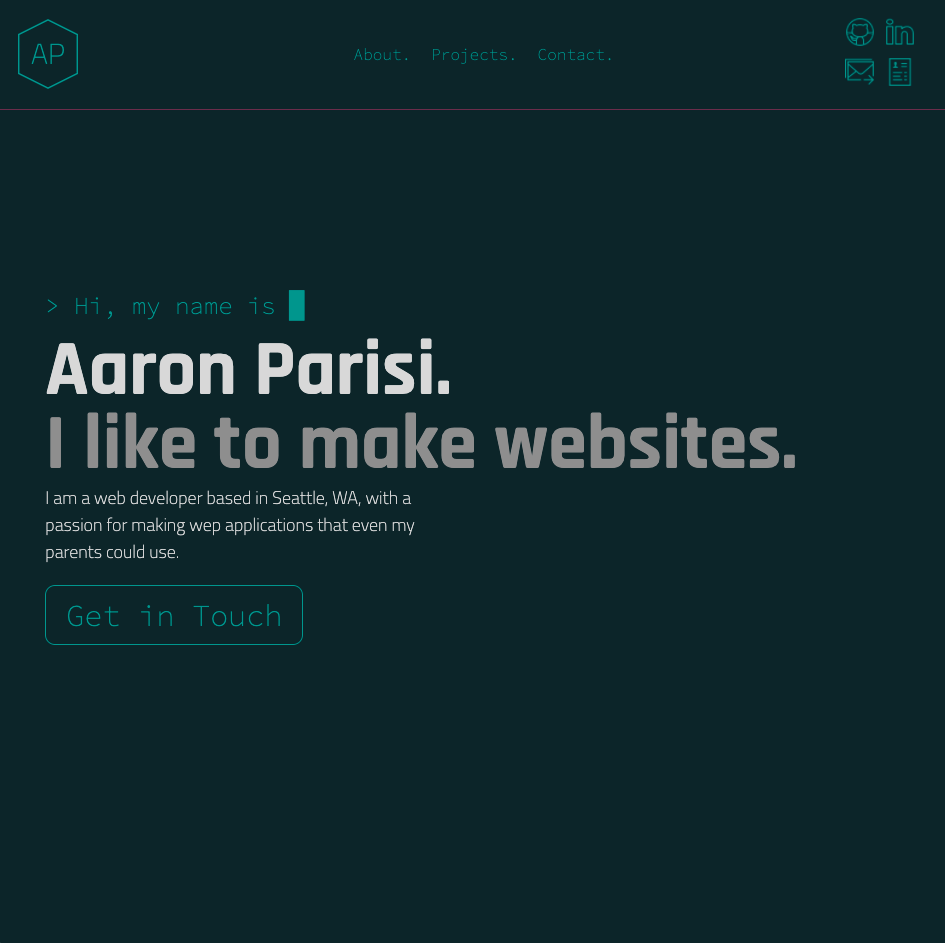 AP
About. Projects. Contact.
in
> Hi, my name is
Aaron Parisi.
I like to make websites.
I am a web developer based in Seattle, WA, with a
passion for making wep applications that even my
parents could use.
Get in Touch